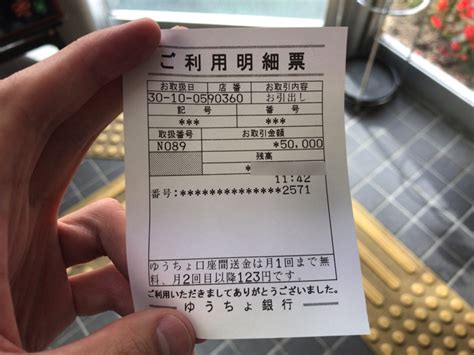 ご利用明細票
お取扱日 店番 お取引内容
30-10-05 90360 お引出し
記号 番号
*** ***
取扱番号 お取引金額
N089 *50,000
残高
*
11:42
番号:**************2571
ゆうちょ口座間送金は月1回まで無
料、月2回目以降123円です。
ご利用いただきましてありがとうございました。
ゆうちょ銀行